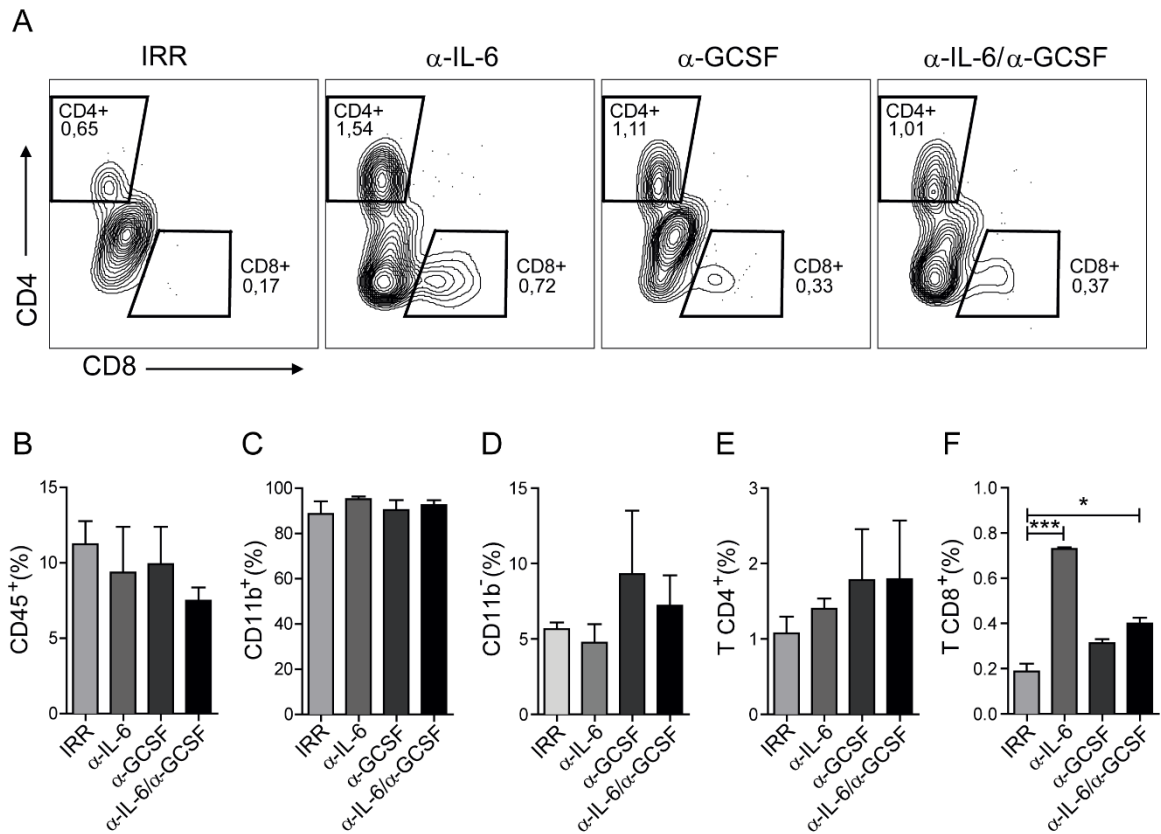 A
IRR
α-IL-6
α-GCSF
α-IL-6/α-GCSF
CD4+
0,65
CD8+
0,17
CD4+
1,54
CD8+
0,72
CD4+
1,11
CD8+
0,33
CD4+
1,01
CD8+
0,37
CD4
CD8
B
CD45⁺(%)
15
10
5
0
IRR
α-IL-6
α-GCSF
α-IL-6/α-GCSF
C
CD11b⁺(%)
100
80
60
40
20
0
IRR
α-IL-6
α-GCSF
α-IL-6/α-GCSF
D
CD11b⁻(%)
15
10
5
0
IRR
α-IL-6
α-GCSF
α-IL-6/α-GCSF
E
T CD4⁺(%)
3
2
1
0
IRR
α-IL-6
α-GCSF
α-IL-6/α-GCSF
F
T CD8⁺(%)
1.0
0.8
0.6
0.4
0.2
0.0
*
***
IRR
α-IL-6
α-GCSF
α-IL-6/α-GCSF